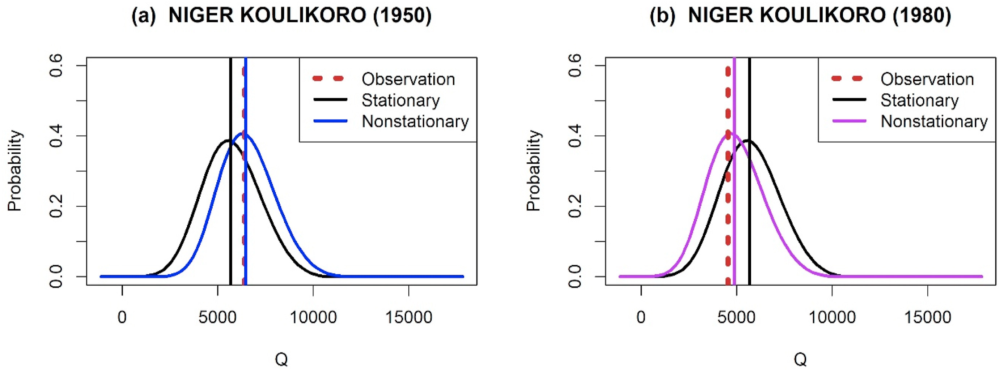 (a) NIGER KOULIKORO (1950)
0.6
0.4
0.2
0.0
Probability
Observation
Stationary
Nonstationary
0 5000 10000 15000
Q
(b) NIGER KOULIKORO (1980)
0.6
0.4
0.2
0.0
Probability
Observation
Stationary
Nonstationary
0 5000 10000 15000
Q